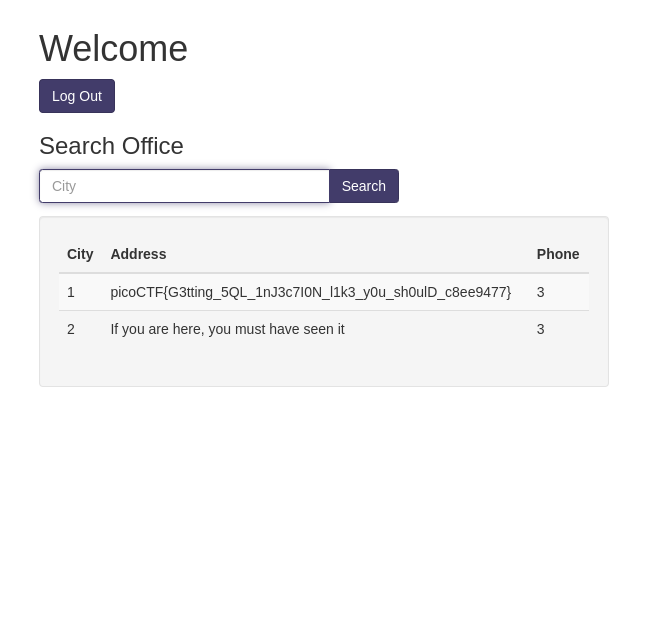 Welcome
Log Out
Search Office
City Search
City Address Phone
1 picoCTF{G3tting_5QL_1nJ3c7I0N_l1k3_y0u_sh0ulD_c8ee9477} 3
2 If you are here, you must have seen it 3